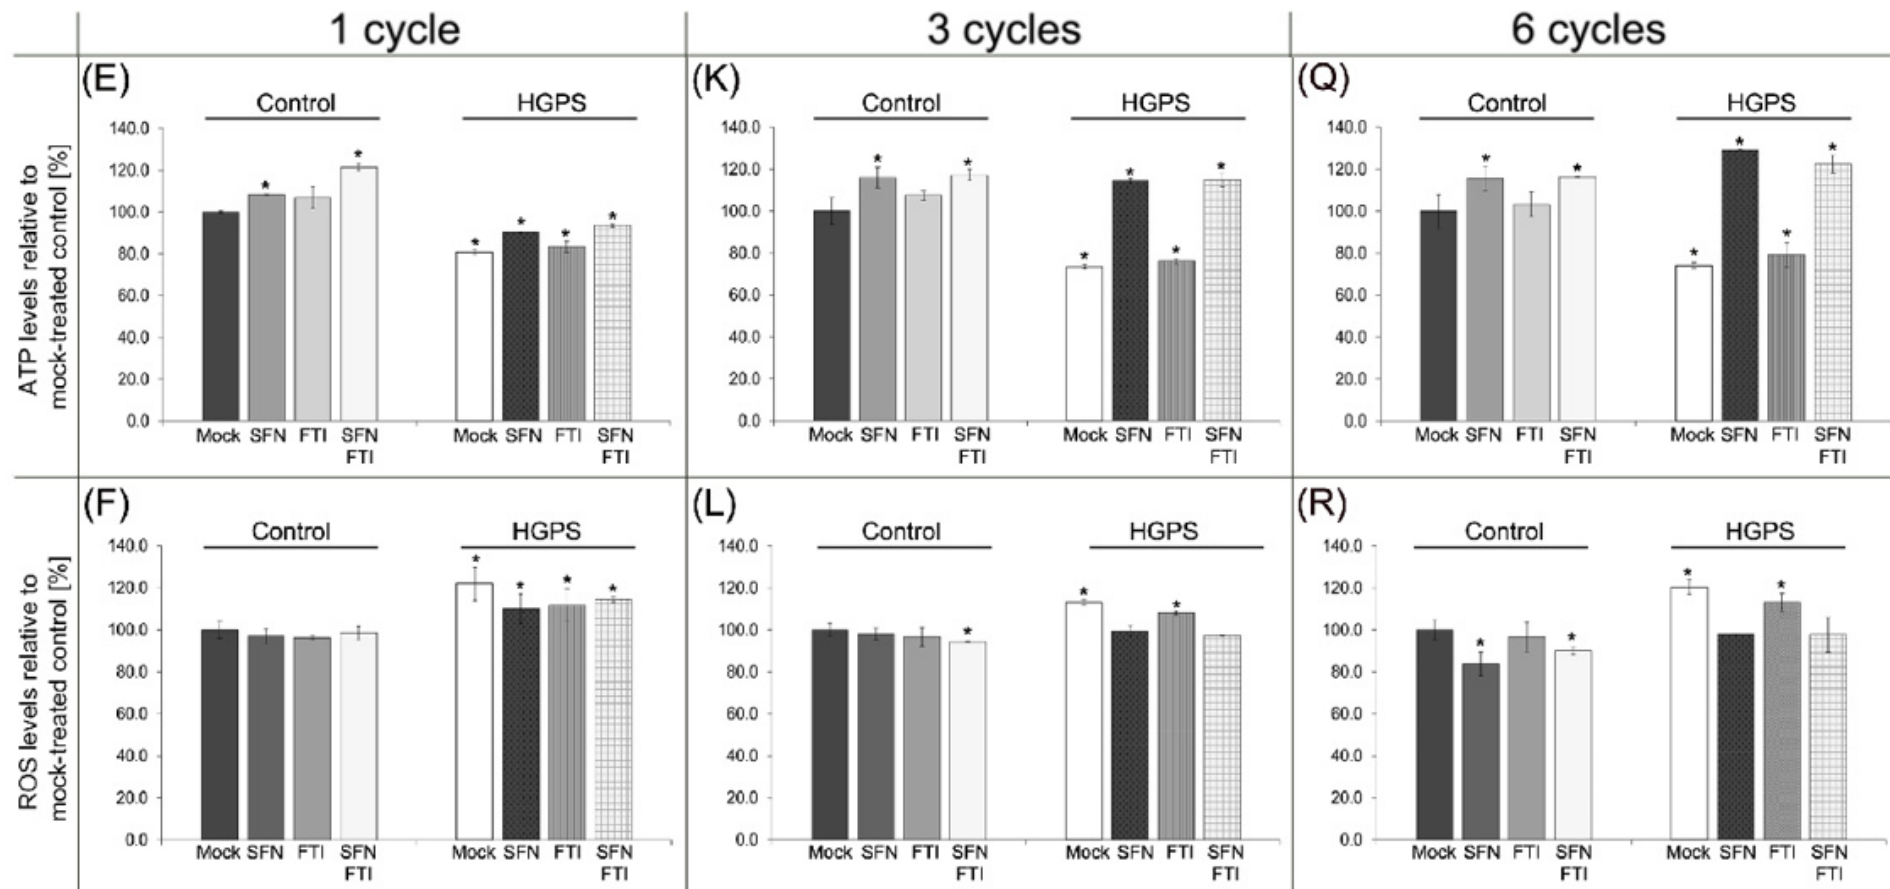 1 cycle 3 cycles 6 cycles
ATP levels relative to
mock-treated control [%]
(E)
Control HGPS
140.0
120.0
100.0
80.0
60.0
40.0
20.0
0.0
* * * * * *
Mock SFN FTI SFN Mock SFN FTI SFN
FTI FTI
(K)
Control HGPS
140.0
120.0
100.0
80.0
60.0
40.0
20.0
0.0
* * * * * *
Mock SFN FTI SFN Mock SFN FTI SFN
FTI FTI
(Q)
Control HGPS
140.0
120.0
100.0
80.0
60.0
40.0
20.0
0.0
* * * * * *
Mock SFN FTI SFN Mock SFN FTI SFN
FTI FTI
ROS levels relative to
mock-treated control [%]
(F)
Control HGPS
140.0
120.0
100.0
80.0
60.0
40.0
20.0
0.0
* * * *
Mock SFN FTI SFN Mock SFN FTI SFN
FTI FTI
(L)
Control HGPS
140.0
120.0
100.0
80.0
60.0
40.0
20.0
0.0
* * *
Mock SFN FTI SFN Mock SFN FTI SFN
FTI FTI
(R)
Control HGPS
140.0
120.0
100.0
80.0
60.0
40.0
20.0
0.0
* * * *
Mock SFN FTI SFN Mock SFN FTI SFN
FTI FTI